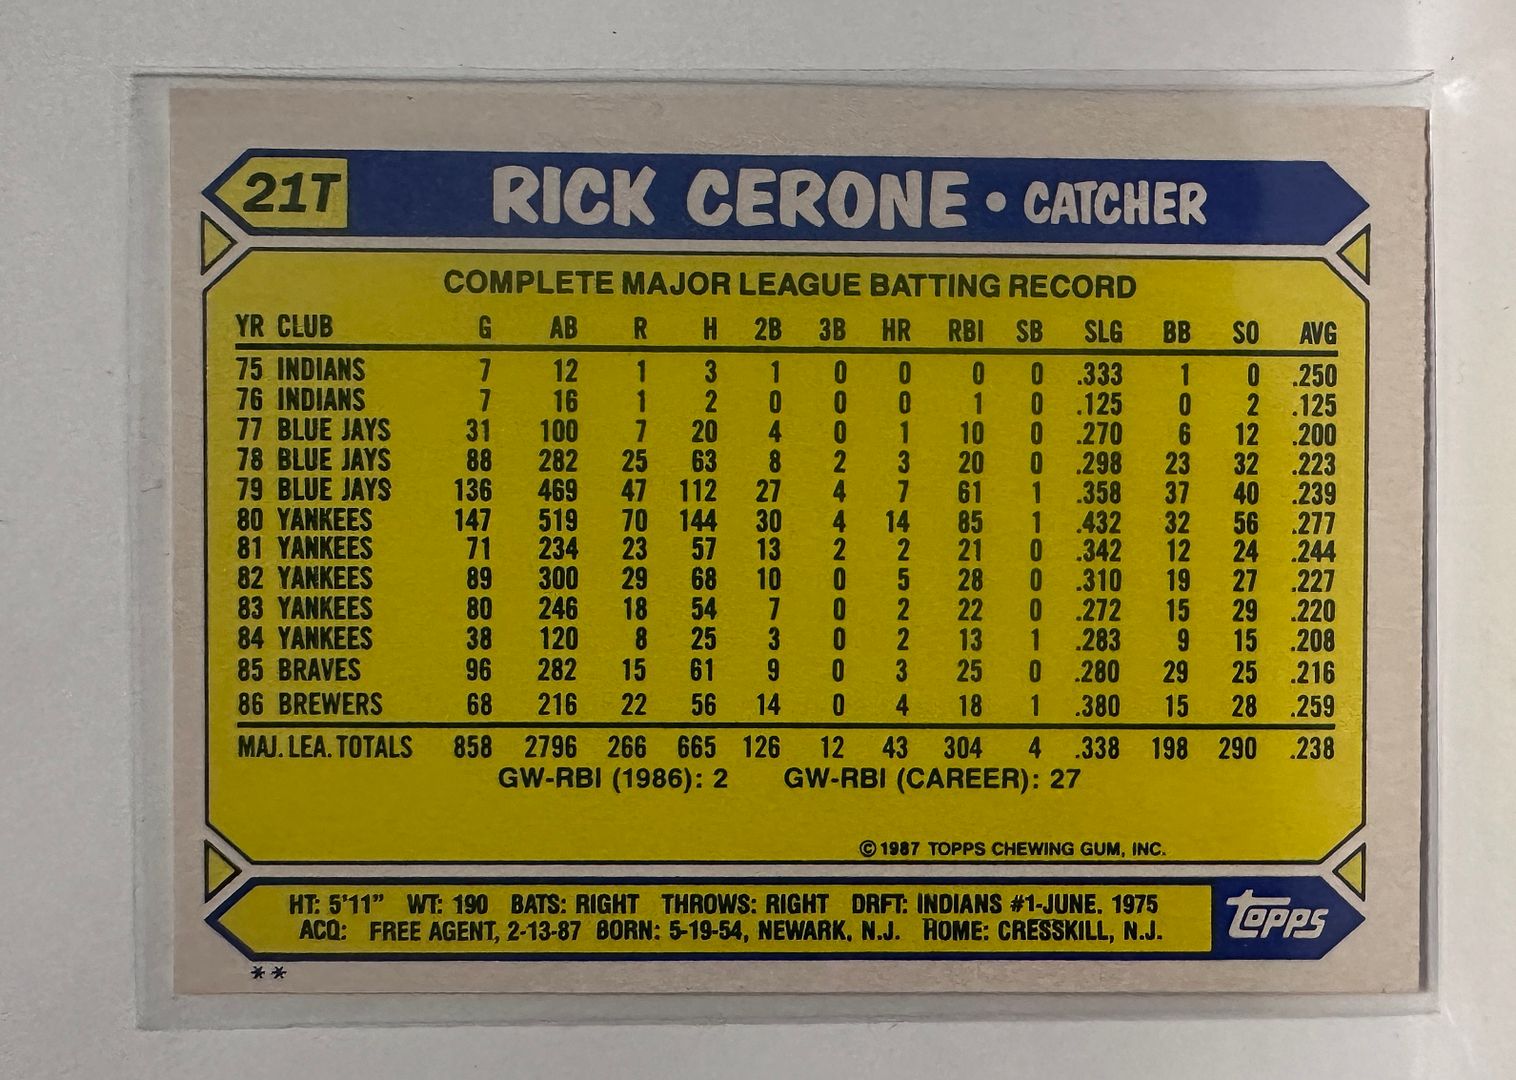 21T RICK CERONE • CATCHER
COMPLETE MAJOR LEAGUE BATTING RECORD
YR CLUB G AB R H 2B 3B HR RBI SB SLG BB SO AVG
75 INDIANS 7 12 1 3 1 0 0 0 0 .333 1 0 .250
76 INDIANS 7 16 1 2 0 0 0 1 0 .125 0 2 .125
77 BLUE JAYS 31 100 7 20 4 0 1 10 0 .270 6 12 .200
78 BLUE JAYS 88 282 25 63 8 2 3 20 0 .298 23 32 .223
79 BLUE JAYS 136 469 47 112 27 4 7 61 1 .358 37 40 .239
80 YANKEES 147 519 70 144 30 4 14 85 1 .432 32 56 .277
81 YANKEES 71 234 23 57 13 2 2 21 0 .342 12 24 .244
82 YANKEES 89 300 29 68 10 0 5 28 0 .310 19 27 .227
83 YANKEES 80 246 18 54 7 0 2 22 0 .272 15 29 .220
84 YANKEES 38 120 8 25 3 0 2 13 1 .283 9 15 .208
85 BRAVES 96 282 15 61 9 0 3 25 0 .280 29 25 .216
86 BREWERS 68 216 22 56 14 0 4 18 1 .380 15 28 .259
MAJ. LEA. TOTALS 858 2796 266 665 126 12 43 304 4 .338 198 290 .238
GW-RBI (1986): 2 GW-RBI (CAREER): 27
© 1987 TOPPS CHEWING GUM, INC.
HT: 5'11" WT: 190 BATS: RIGHT THROWS: RIGHT DRFT: INDIANS #1-JUNE, 1975
ACQ: FREE AGENT, 2-13-87 BORN: 5-19-54, NEWARK, N.J. HOME: CRESSKILL, N.J.
topps
**